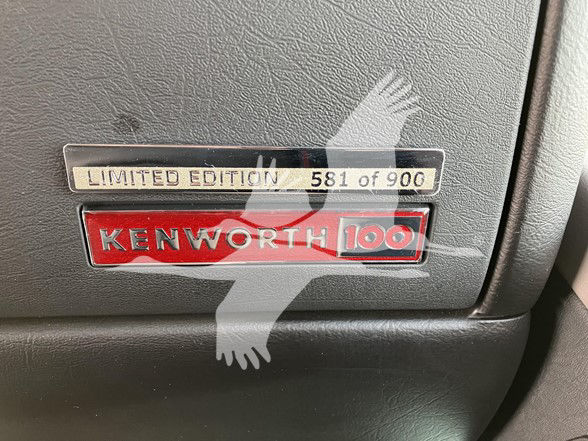 LIMITED EDITION 581 of 900
KENWORTH 100